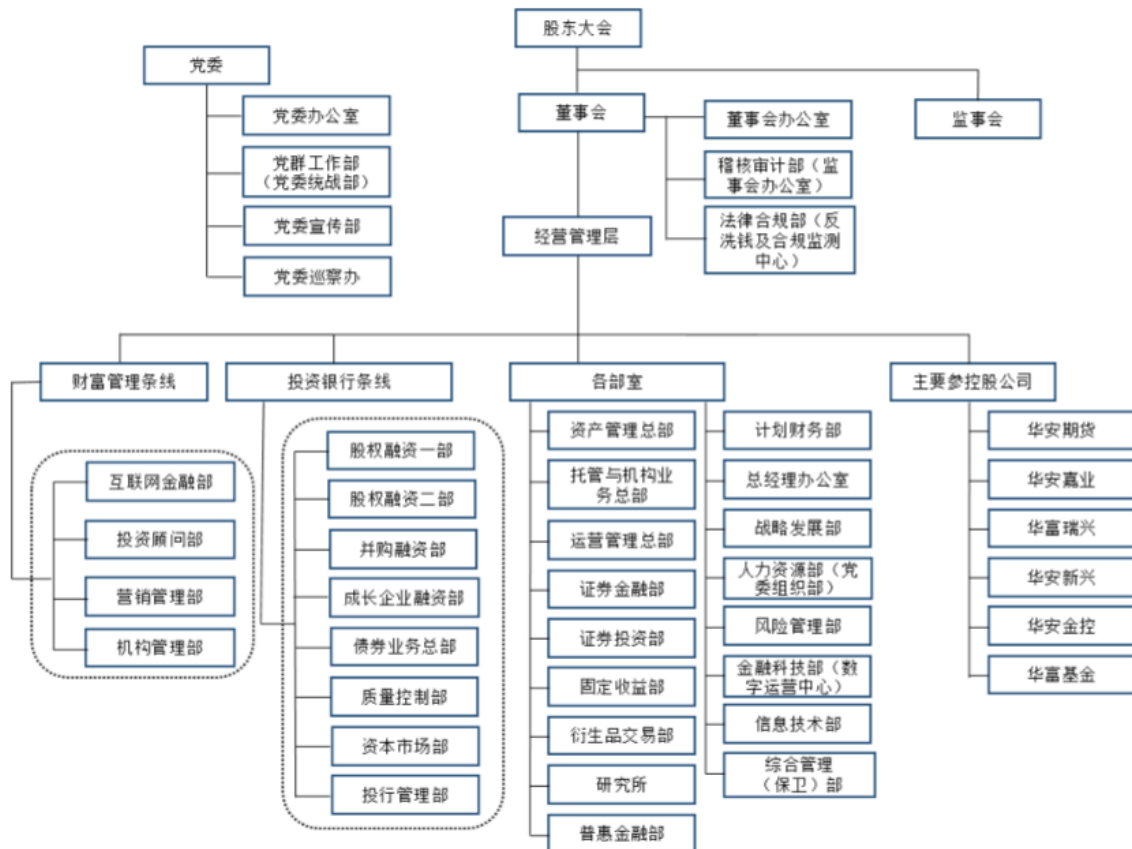 股东大会
党委
董事会
监事会
党委办公室
党群工作部
（党委统战部）
党委宣传部
党委巡察办
董事会办公室
稽核审计部（监
事会办公室）
法律合规部（反
洗钱及合规监测
中心）
经营管理层
财富管理条线
投资银行条线
各部室
主要参控股公司
互联网金融部
投资顾问部
营销管理部
机构管理部
股权融资一部
股权融资二部
并购融资部
成长企业融资部
债券业务总部
质量控制部
资本市场部
投行管理部
资产管理总部
托管与机构业
务总部
运营管理总部
证券金融部
证券投资部
固定收益部
衍生品交易部
研究所
普惠金融部
计划财务部
总经理办公室
战略发展部
人力资源部（党
委组织部）
风险管理部
金融科技部（数
字运营中心）
信息技术部
综合管理
（保卫）部
华安期货
华安嘉业
华富瑞兴
华安新兴
华安金控
华富基金